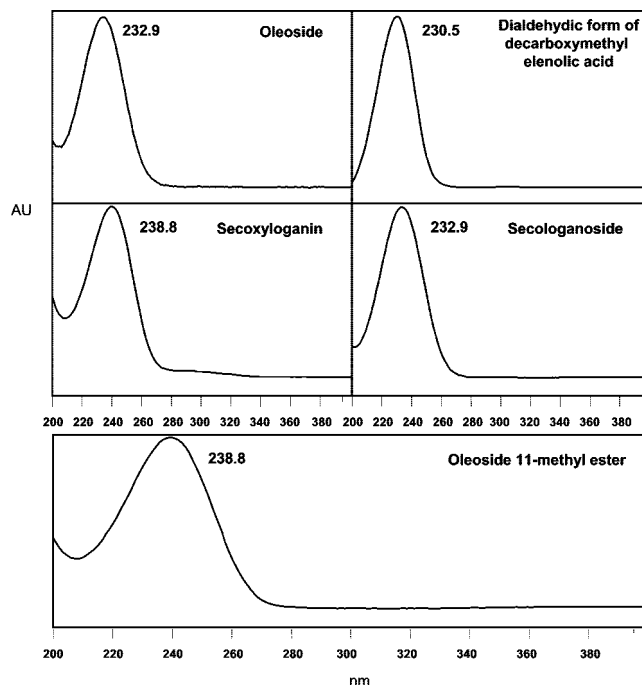 232.9
Oleoside
230.5
Dialdehydic form of
decarboxymethyl
elenolic acid
AU
238.8
Secoxyloganin
232.9
Secologanoside
200 220 240 260 280 300 320 340 360 380 200 220 240 260 280 300 320 340 360 380
238.8
Oleoside 11-methyl ester
200 220 240 260 280 300 320 340 360 380
nm